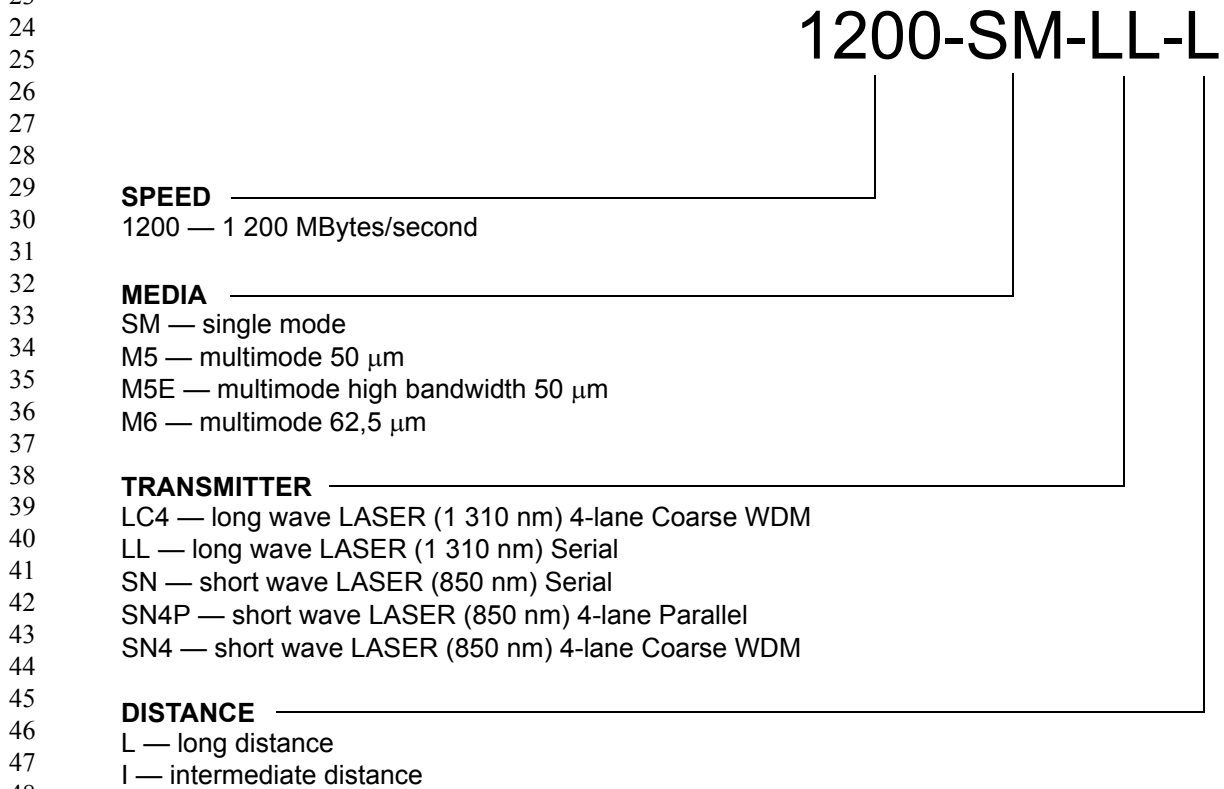 23
24
1200-SM-LL-L
25
26
27
28
29
SPEED
30
1200 — 1 200 MBytes/second
31
32
MEDIA
33
SM — single mode
34
M5 — multimode 50 μm
35
M5E — multimode high bandwidth 50 μm
36
M6 — multimode 62,5 μm
37
38
TRANSMITTER
39
LC4 — long wave LASER (1 310 nm) 4-lane Coarse WDM
40
LL — long wave LASER (1 310 nm) Serial
41
SN — short wave LASER (850 nm) Serial
42
SN4P — short wave LASER (850 nm) 4-lane Parallel
43
SN4 — short wave LASER (850 nm) 4-lane Coarse WDM
44
45
DISTANCE
46
L — long distance
47
I — intermediate distance
48